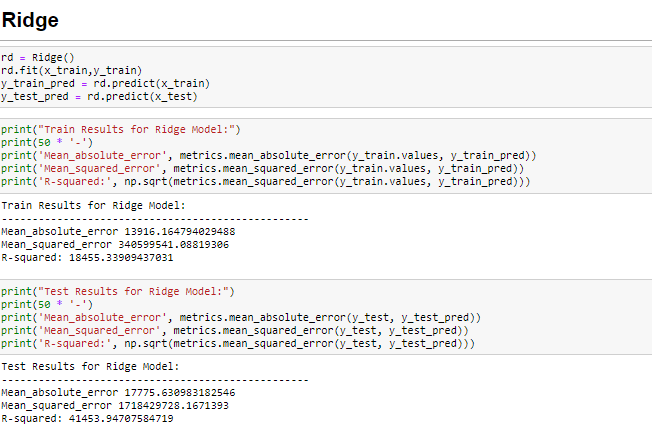 Ridge
rd = Ridge()
rd.fit(x_train,y_train)
y_train_pred = rd.predict(x_train)
y_test_pred = rd.predict(x_test)
print("Train Results for Ridge Model:")
print(50 * '-')
print('Mean_absolute_error', metrics.mean_absolute_error(y_train.values, y_train_pred))
print('Mean_squared_error', metrics.mean_squared_error(y_train.values, y_train_pred))
print('R-squared:', np.sqrt(metrics.mean_squared_error(y_train.values, y_train_pred)))
Train Results for Ridge Model:
--------------------------------------------------
Mean_absolute_error 13916.164794029488
Mean_squared_error 340599541.08819306
R-squared: 18455.33909437031
print("Test Results for Ridge Model:")
print(50 * '-')
print('Mean_absolute_error', metrics.mean_absolute_error(y_test, y_test_pred))
print('Mean_squared_error', metrics.mean_squared_error(y_test, y_test_pred))
print('R-squared:', np.sqrt(metrics.mean_squared_error(y_test, y_test_pred)))
Test Results for Ridge Model:
--------------------------------------------------
Mean_absolute_error 17775.630983182546
Mean_squared_error 1718429728.1671393
R-squared: 41453.94707584719